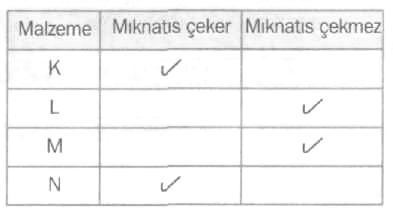 Malzeme Mıknatıs çeker Mıknatıs çekmez
K ✓
L ✓
M ✓
N ✓